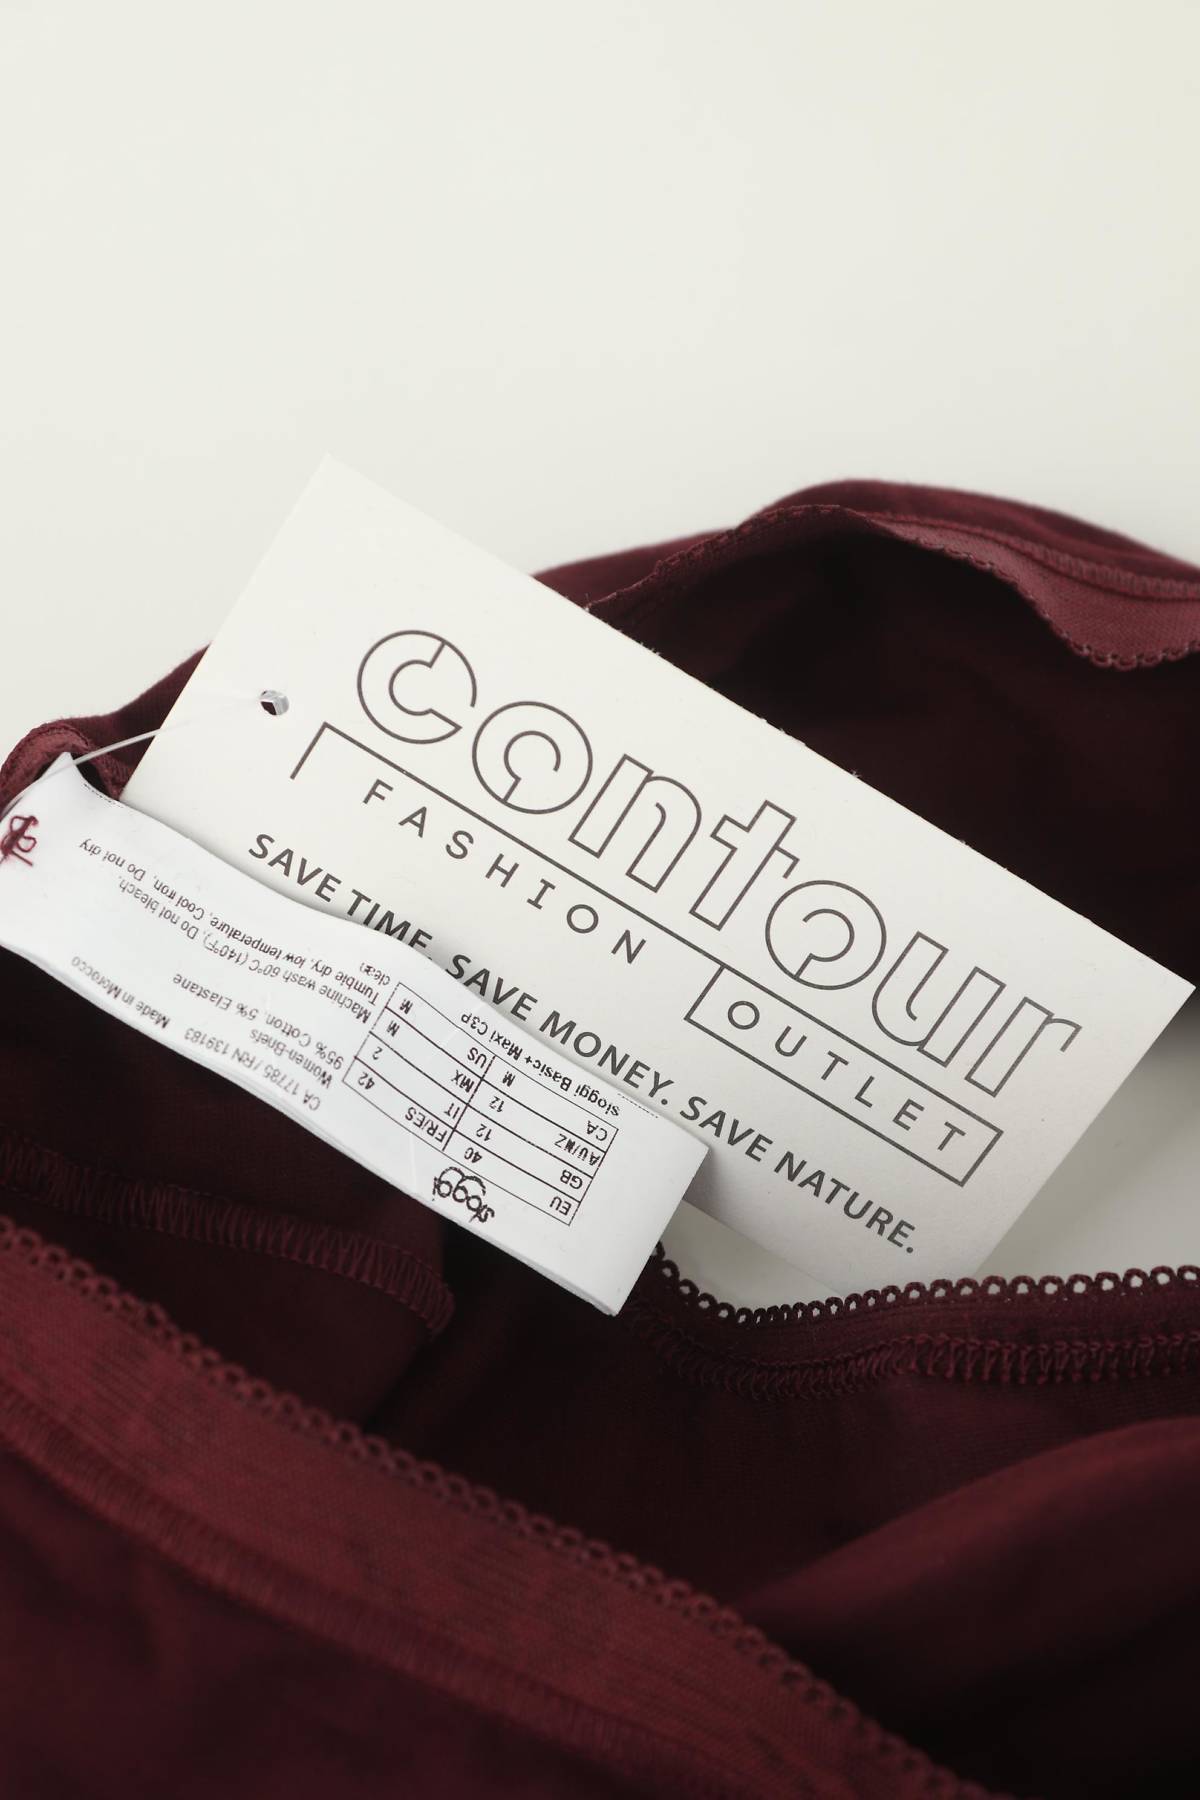 contour
FASHION
OUTLET
SAVE TIME. SAVE MONEY. SAVE NATURE.
sloggi
EU 40 FR/ES 42
GB 12 IT 2
AU/NZ 12 MX M
CA M US M
sloggi Basic+ Maxi C3P
CA 17785 / RN 139183 Made in Morocco
Women-Briefs
95% Cotton, 5% Elastane
Machine wash 60°C (140°F), Do not bleach,
Tumble dry, low temperature, Cool iron, Do not dry
clean